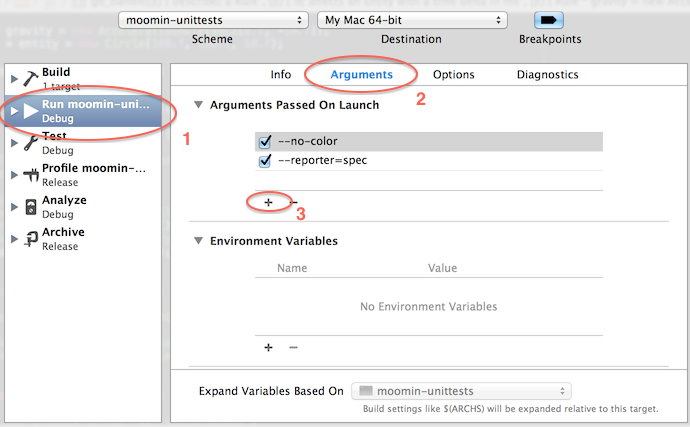 moomin-unittests
My Mac 64-bit
Scheme
Destination
Breakpoints
Build
1 target
Run moomin-uni...
Debug
1
Test
Debug
Profile moomin-...
Release
Analyze
Debug
Archive
Release
Info
Arguments
Options
Diagnostics
2
Arguments Passed On Launch
--no-color
--reporter=spec
3
Environment Variables
Name
Value
No Environment Variables
Expand Variables Based On
moomin-unittests
Build settings like $(ARCHS) will be expanded relative to this target.